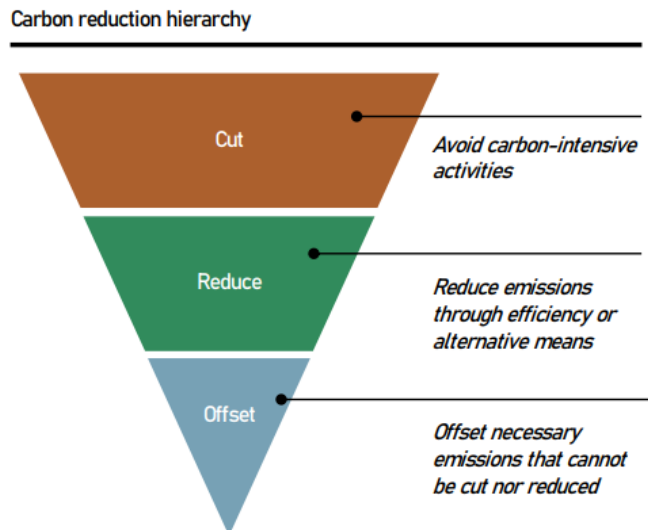 Carbon reduction hierarchy
Cut
Avoid carbon-intensive
activities
Reduce
Reduce emissions
through efficiency or
alternative means
Offset
Offset necessary
emissions that cannot
be cut nor reduced